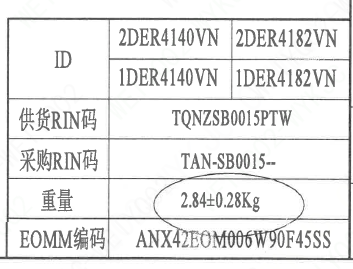 ID
2DER4140VN 2DER4182VN
1DER4140VN 1DER4182VN
供货RIN码 TQNZSB0015PTW
采购RIN码 TAN-SB0015--
重量 2.84±0.28Kg
EOMM编码 ANX42EOM006W90F45SS